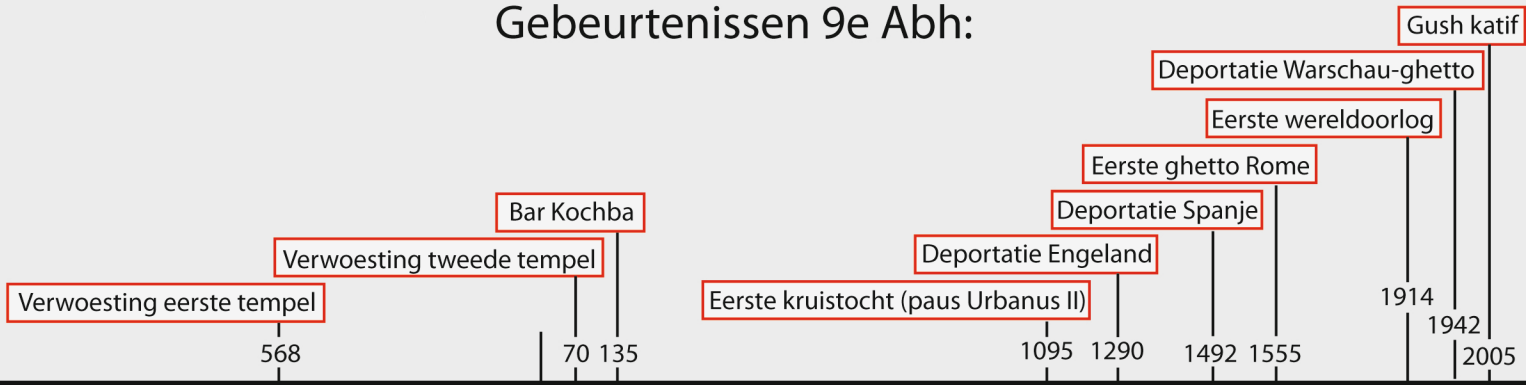 Gebeurtenissen 9e Abh:
Gush katif
Deportatie Warschau-ghetto
Eerste wereldoorlog
Eerste ghetto Rome
Deportatie Spanje
Bar Kochba
Deportatie Engeland
Verwoesting tweede tempel
Eerste kruistocht (paus Urbanus II)
Verwoesting eerste tempel
568
70
135
1095
1290
1492
1555
1914
1942
2005